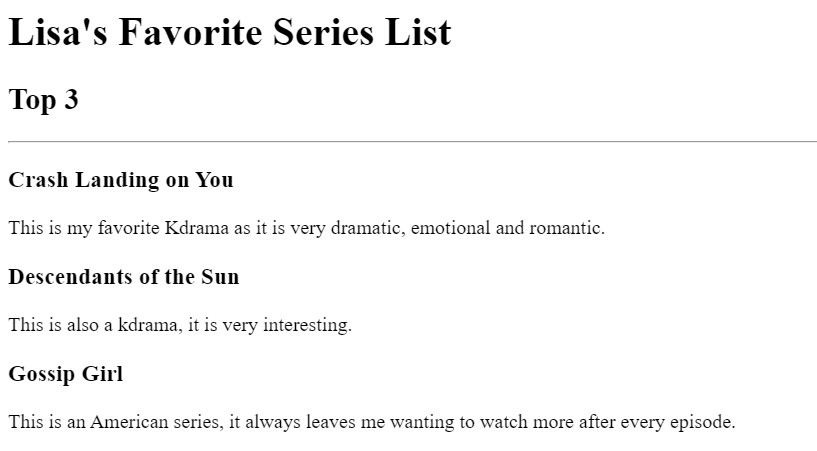 Lisa's Favorite Series List
Top 3
Crash Landing on You
This is my favorite Kdrama as it is very dramatic, emotional and romantic.
Descendants of the Sun
This is also a kdrama, it is very interesting.
Gossip Girl
This is an American series, it always leaves me wanting to watch more after every episode.